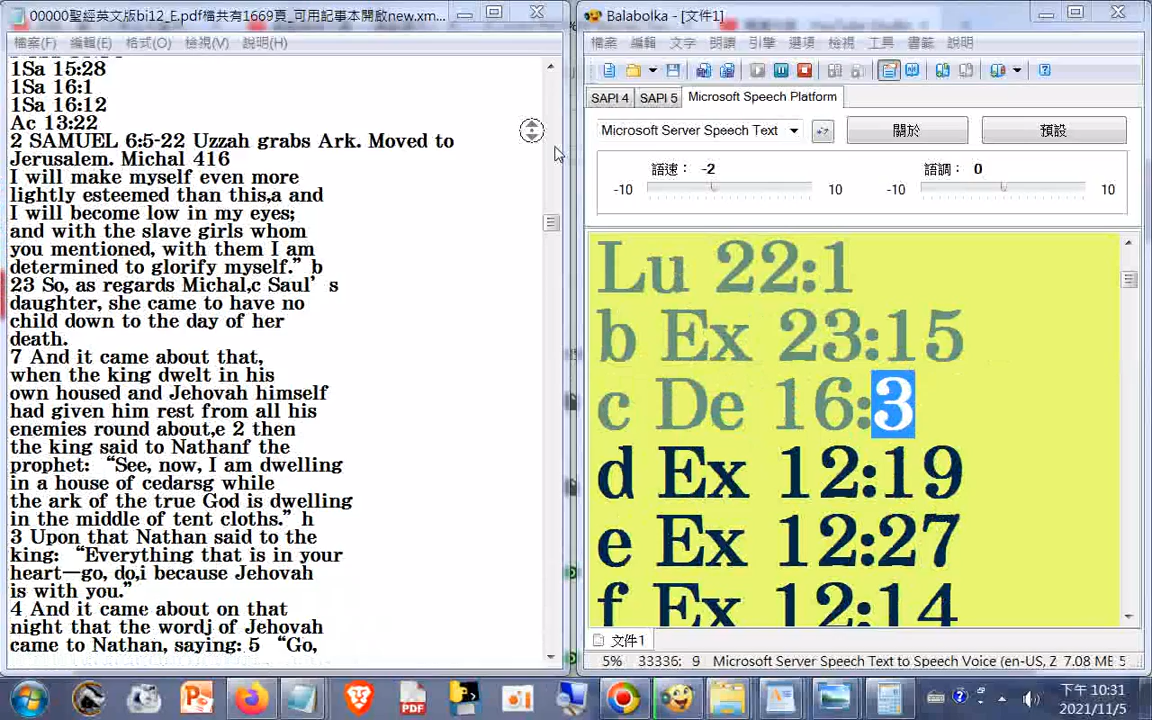 00000聖經英文版bi12_E.pdf檔共有1669頁_可用記事本開啟new.xm...
檔案(F) 編輯(E) 格式(O) 檢視(V) 說明(H)
1Sa 15:28
1Sa 16:1
1Sa 16:12
Ac 13:22
2 SAMUEL 6:5-22 Uzzah grabs Ark. Moved to
Jerusalem. Michal 416
I will make myself even more
lightly esteemed than this,a and
I will become low in my eyes;
and with the slave girls whom
you mentioned, with them I am
determined to glorify myself.” b
23 So, as regards Michal,c Saul’s
daughter, she came to have no
child down to the day of her
death.
7 And it came about that,
when the king dwelt in his
own housed and Jehovah himself
had given him rest from all his
enemies round about,e 2 then
the king said to Nathanf the
prophet: “See, now, I am dwelling
in a house of cedarsg while
the ark of the true God is dwelling
in the middle of tent cloths.” h
3 Upon that Nathan said to the
king: “Everything that is in your
heart—go, do,i because Jehovah
is with you.”
4 And it came about on that
night that the wordj of Jehovah
came to Nathan, saying: 5 “Go,
Balabolka - [文件1]
檔案 編輯 文字 朗讀 引擎 選項 檢視 工具 書籤 說明
SAPI 4 SAPI 5 Microsoft Speech Platform
Microsoft Server Speech Text 關於 預設
語速: -2 語調: 0
-10 10 -10 10
Lu 22:1
b Ex 23:15
c De 16:3
d Ex 12:19
e Ex 12:27
f Ex 12:14
文件1
5% 33336: 9 Microsoft Server Speech Text to Speech Voice (en-US, Z 7.08 MB 5
下午 10:31
2021/11/5